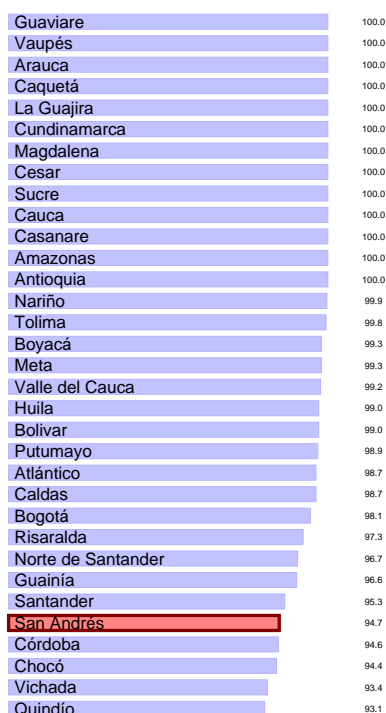 Guaviare 100.0
Vaupés 100.0
Arauca 100.0
Caquetá 100.0
La Guajira 100.0
Cundinamarca 100.0
Magdalena 100.0
Cesar 100.0
Sucre 100.0
Cauca 100.0
Casanare 100.0
Amazonas 100.0
Antioquia 100.0
Nariño 99.9
Tolima 99.8
Boyacá 99.3
Meta 99.3
Valle del Cauca 99.2
Huila 99.0
Bolivar 99.0
Putumayo 98.9
Atlántico 98.7
Caldas 98.7
Bogotá 98.1
Risaralda 97.3
Norte de Santander 96.7
Guainía 96.6
Santander 95.3
San Andrés 94.7
Córdoba 94.6
Chocó 94.4
Vichada 93.4
Quindío 93.1